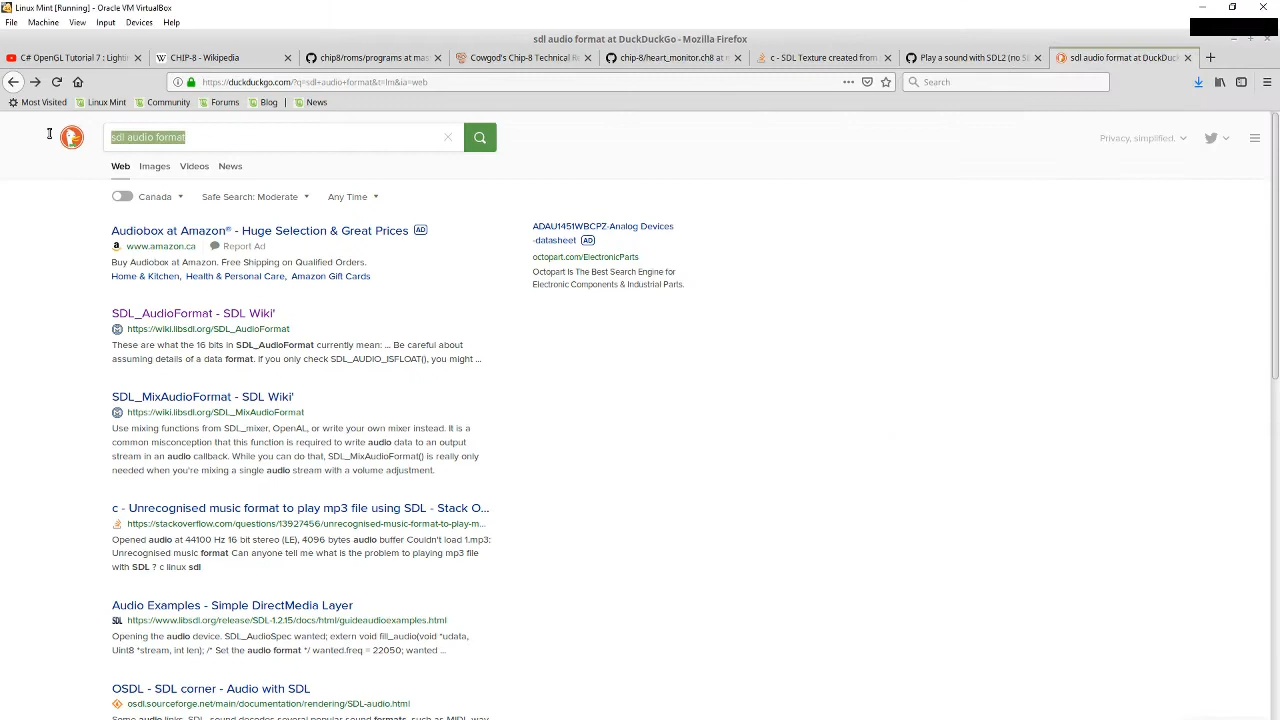 Linux Mint [Running] - Oracle VM VirtualBox
File Machine View Input Devices Help
sdl audio format at DuckDuckGo - Mozilla Firefox
C# OpenGL Tutorial 7 : Light
CHIP-8 - Wikipedia
chip8/roms/programs at mas
Cowgod's Chip-8 Technical R
chip-8/heart_monitor.ch8 at m
c - SDL Texture created from
Play a sound with SDL2 (no S
sdl audio format at DuckDuc
https://duckduckgo.com/?q=sdl+audio+format&t=lm&ia=web
Search
Most Visited Linux Mint Community Forums Blog News
sdl audio format
Privacy, simplified.
Web Images Videos News
Canada Safe Search: Moderate Any Time
Audiobox at Amazon® - Huge Selection & Great Prices AD
www.amazon.ca Report Ad
Buy Audiobox at Amazon. Free Shipping on Qualified Orders.
Home & Kitchen, Health & Personal Care, Amazon Gift Cards
ADAU1451WBCPZ-Analog Devices
-datasheet AD
octopart.com/ElectronicParts
Octopart Is The Best Search Engine for
Electronic Components & Industrial Parts.
SDL_AudioFormat - SDL Wiki'
https://wiki.libsdl.org/SDL_AudioFormat
These are what the 16 bits in SDL_AudioFormat currently mean: ... Be careful about
assuming details of a data format. If you only check SDL_AUDIO_ISFLOAT(), you might ...
SDL_MixAudioFormat - SDL Wiki'
https://wiki.libsdl.org/SDL_MixAudioFormat
Use mixing functions from SDL_mixer, OpenAL, or write your own mixer instead. It is a
common misconception that this function is required to write audio data to an output
stream in an audio callback. While you can do that, SDL_MixAudioFormat() is really only
needed when you're mixing a single audio stream with a volume adjustment.
c - Unrecognised music format to play mp3 file using SDL - Stack O...
https://stackoverflow.com/questions/13927456/unrecognised-music-format-to-play-m...
Opened audio at 44100 Hz 16 bit stereo (LE), 4096 bytes audio buffer Couldn't load 1.mp3:
Unrecognised music format Can anyone tell me what is the problem to playing mp3 file
with SDL ? c linux sdl
Audio Examples - Simple DirectMedia Layer
SDL https://www.libsdl.org/release/SDL-1.2.15/docs/html/guideaudioexamples.html
Opening the audio device. SDL_AudioSpec wanted; extern void fill_audio(void *udata,
Uint8 *stream, int len); /* Set the audio format */ wanted.freq = 22050; wanted ...
OSDL - SDL corner - Audio with SDL
osdl.sourceforge.net/main/documentation/rendering/SDL-audio.html
Some audio links. SDL_sound decodes several popular sound formats, such as MIDI, wav